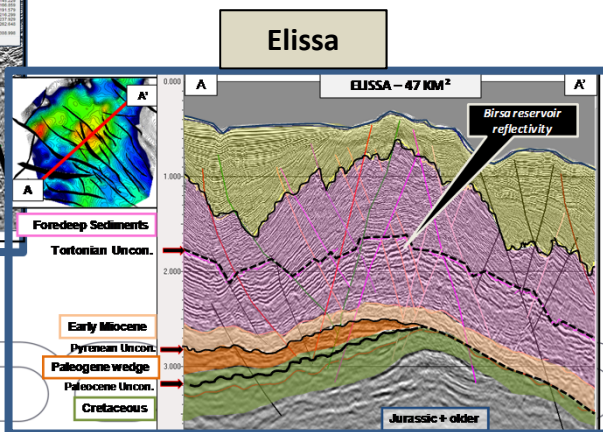 Elissa
A'
A
0.000
A
ELISSA – 47 KM²
A'
Birsa reservoir
reflectivity
1.000
Foredeep Sediments
Tortonian Uncon.
2.000
Early Miocene
Pyrenean Uncon.
Paleogene wedge
3.000
Paleocene Uncon.
Cretaceous
Jurassic + older